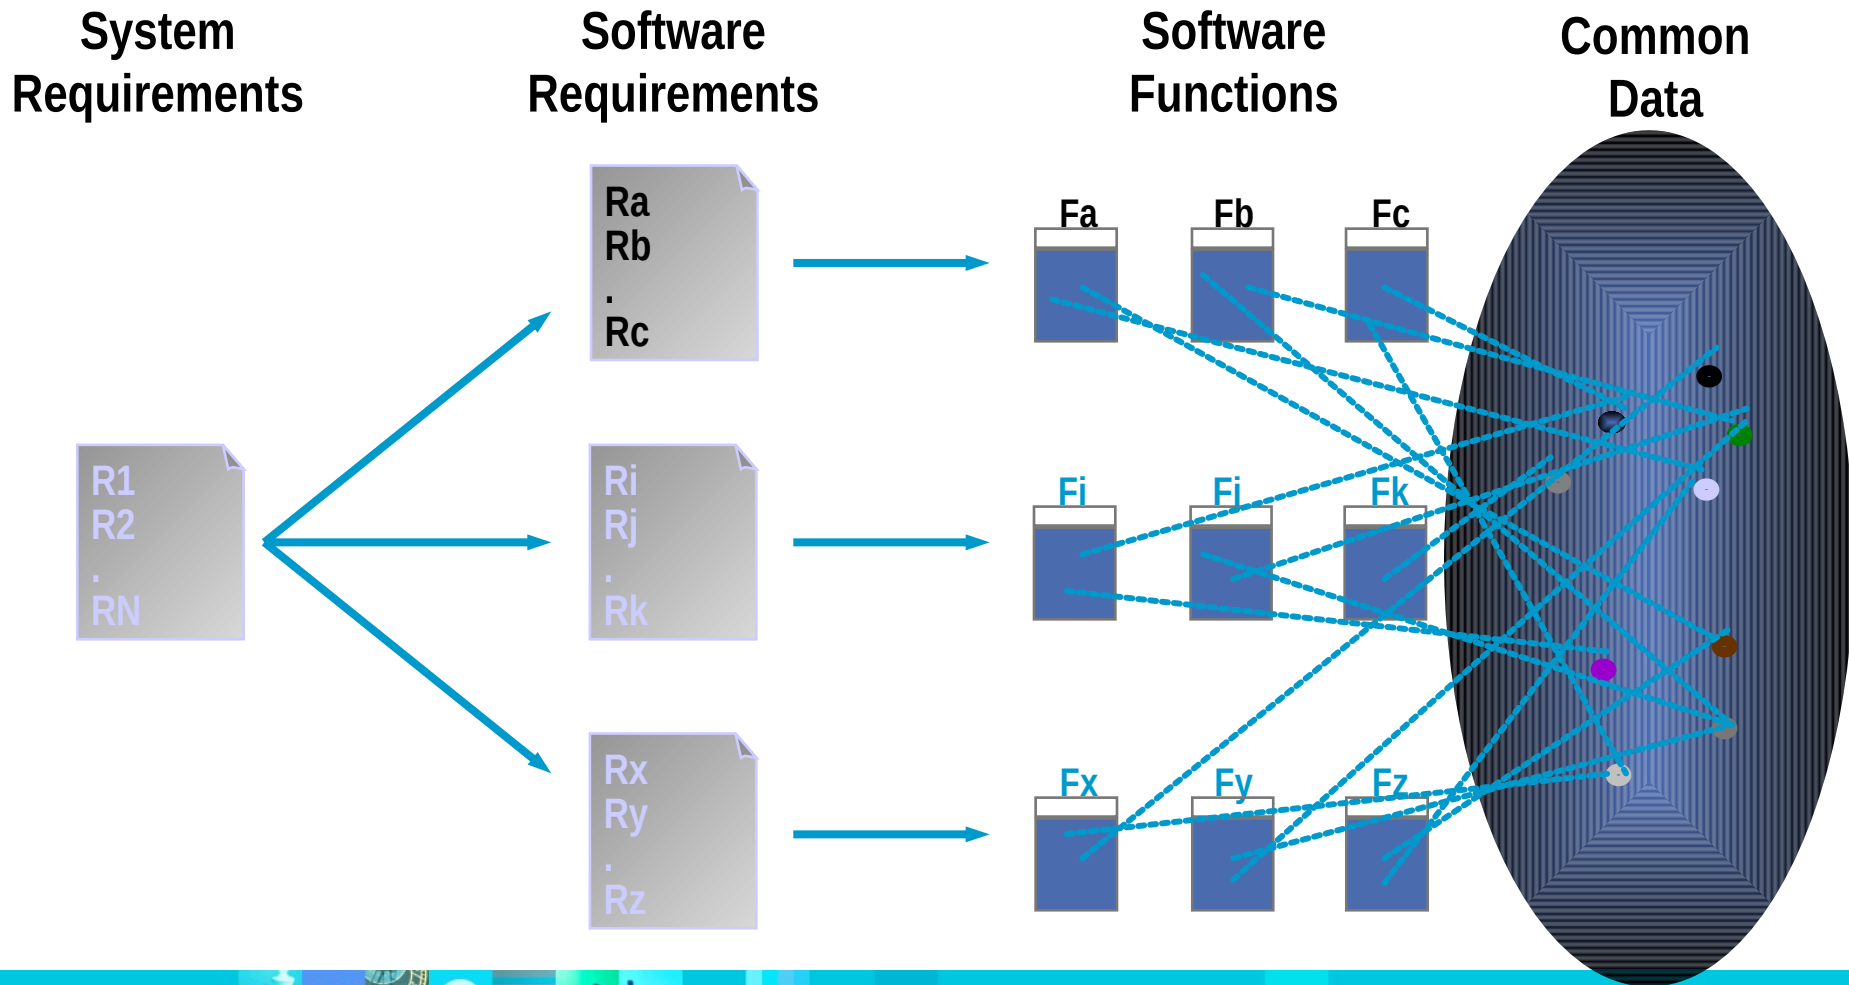 System
Requirements
Software
Requirements
Software
Functions
Common
Data
Ra
Rb
.
Rc
Fa
Fb
Fc
R1
R2
.
RN
Ri
Rj
.
Rk
Fi
Fj
Fk
Rx
Ry
.
Rz
Fx
Fy
Fz